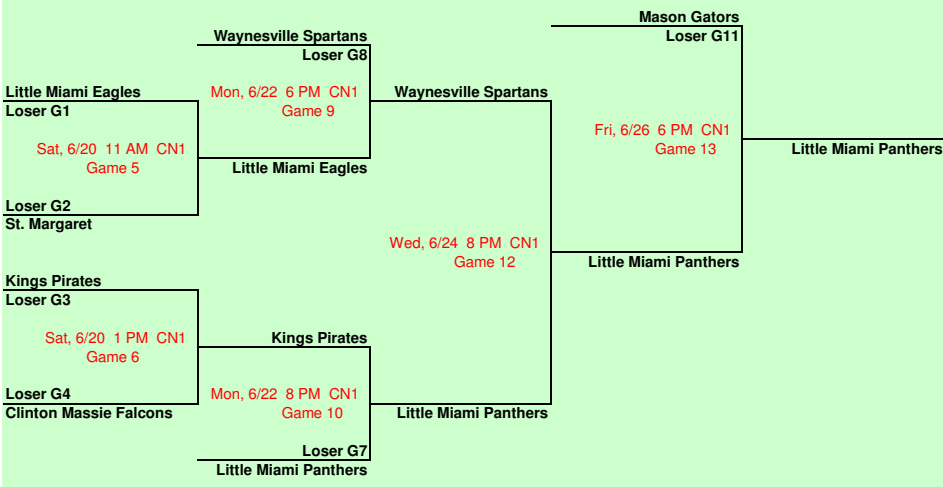 Mason Gators
Loser G11
Waynesville Spartans
Loser G8
Little Miami Eagles
Loser G1
Mon, 6/22 6 PM CN1
Game 9
Waynesville Spartans
Fri, 6/26 6 PM CN1
Game 13
Little Miami Panthers
Sat, 6/20 11 AM CN1
Game 5
Little Miami Eagles
Loser G2
St. Margaret
Wed, 6/24 8 PM CN1
Game 12
Little Miami Panthers
Kings Pirates
Loser G3
Sat, 6/20 1 PM CN1
Game 6
Kings Pirates
Loser G4
Clinton Massie Falcons
Mon, 6/22 8 PM CN1
Game 10
Little Miami Panthers
Loser G7
Little Miami Panthers